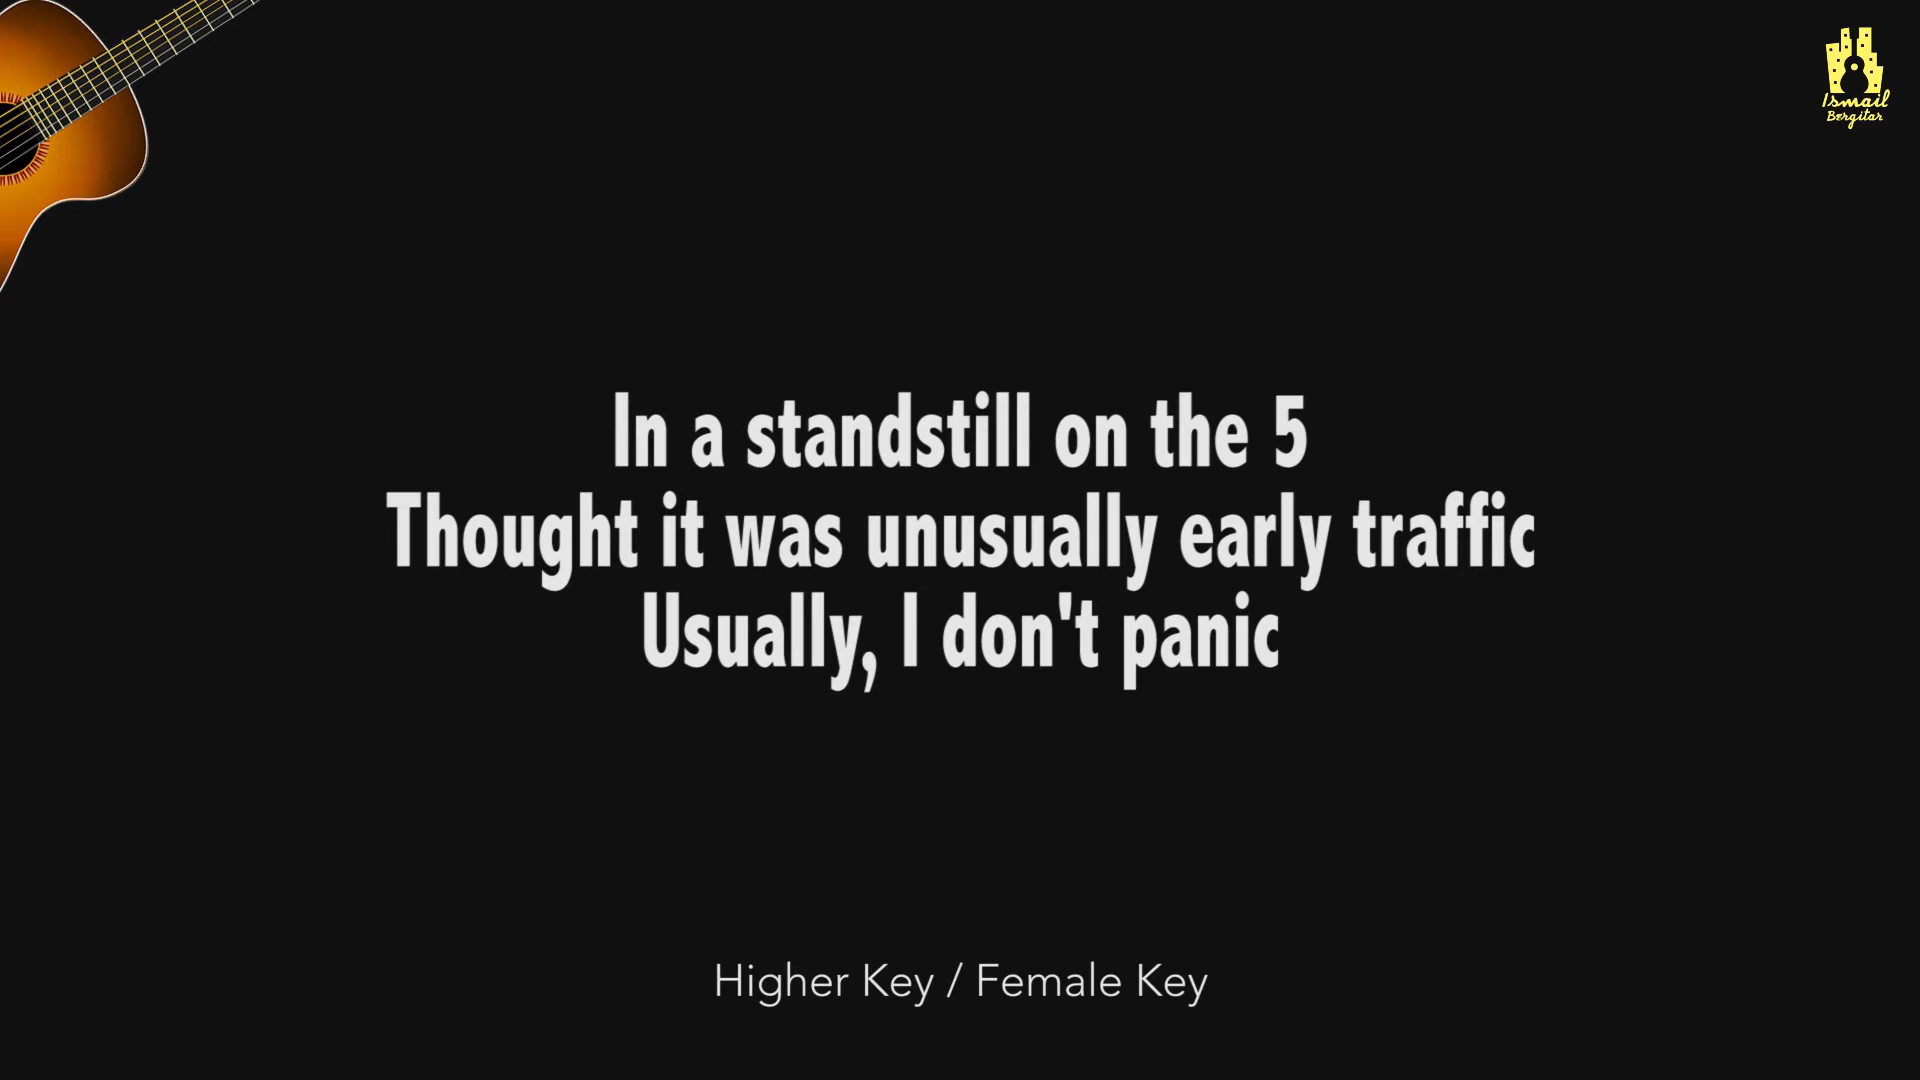 Ismail
Bergitar
In a standstill on the 5
Thought it was unusually early traffic
Usually, I don't panic
Higher Key / Female Key